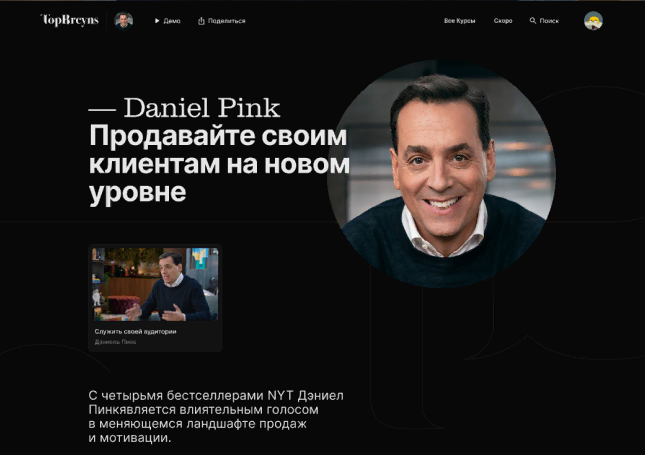 TopBreyns
Демо
Поделиться
Все Курсы
Скоро
Поиск
— Daniel Pink
Продавайте своим
клиентам на новом
уровне
Служить своей аудитории
Дэниель Пинк
С четырьмя бестселлерами NYT Дэниел
Пинкявляется влиятельным голосом
в меняющемся ландшафте продаж
и мотивации.